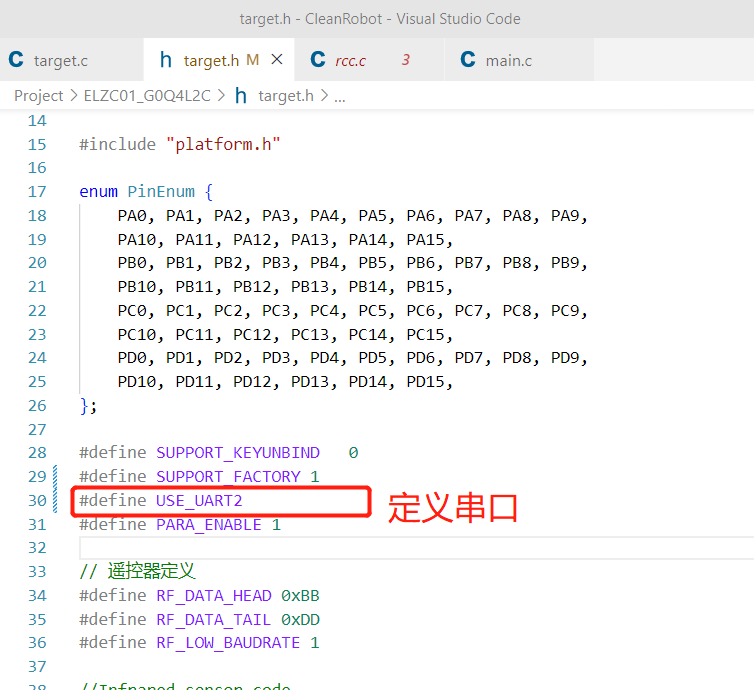 target.h - CleanRobot - Visual Studio Code
C target.c h target.h M × C rcc.c 3 C main.c
Project > ELZC01_G0Q4L2C > h target.h > ...
14
15 #include "platform.h"
16
17 enum PinEnum {
18 PA0, PA1, PA2, PA3, PA4, PA5, PA6, PA7, PA8, PA9,
19 PA10, PA11, PA12, PA13, PA14, PA15,
20 PB0, PB1, PB2, PB3, PB4, PB5, PB6, PB7, PB8, PB9,
21 PB10, PB11, PB12, PB13, PB14, PB15,
22 PC0, PC1, PC2, PC3, PC4, PC5, PC6, PC7, PC8, PC9,
23 PC10, PC11, PC12, PC13, PC14, PC15,
24 PD0, PD1, PD2, PD3, PD4, PD5, PD6, PD7, PD8, PD9,
25 PD10, PD11, PD12, PD13, PD14, PD15,
26 };
27
28 #define SUPPORT_KEYUNBIND 0
29 #define SUPPORT_FACTORY 1
30 #define USE_UART2 定义串口
31 #define PARA_ENABLE 1
32
33 // 遥控器定义
34 #define RF_DATA_HEAD 0xBB
35 #define RF_DATA_TAIL 0xDD
36 #define RF_LOW_BAUDRATE 1
37
38 //Infrared sensor code